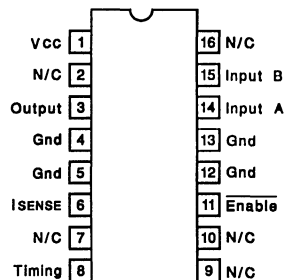 Vcc 1 16 N/C
N/C 2 15 Input B
Output 3 14 Input A
Gnd 4 13 Gnd
Gnd 5 12 Gnd
ISENSE 6 11 Enable
N/C 7 10 N/C
Timing 8 9 N/C